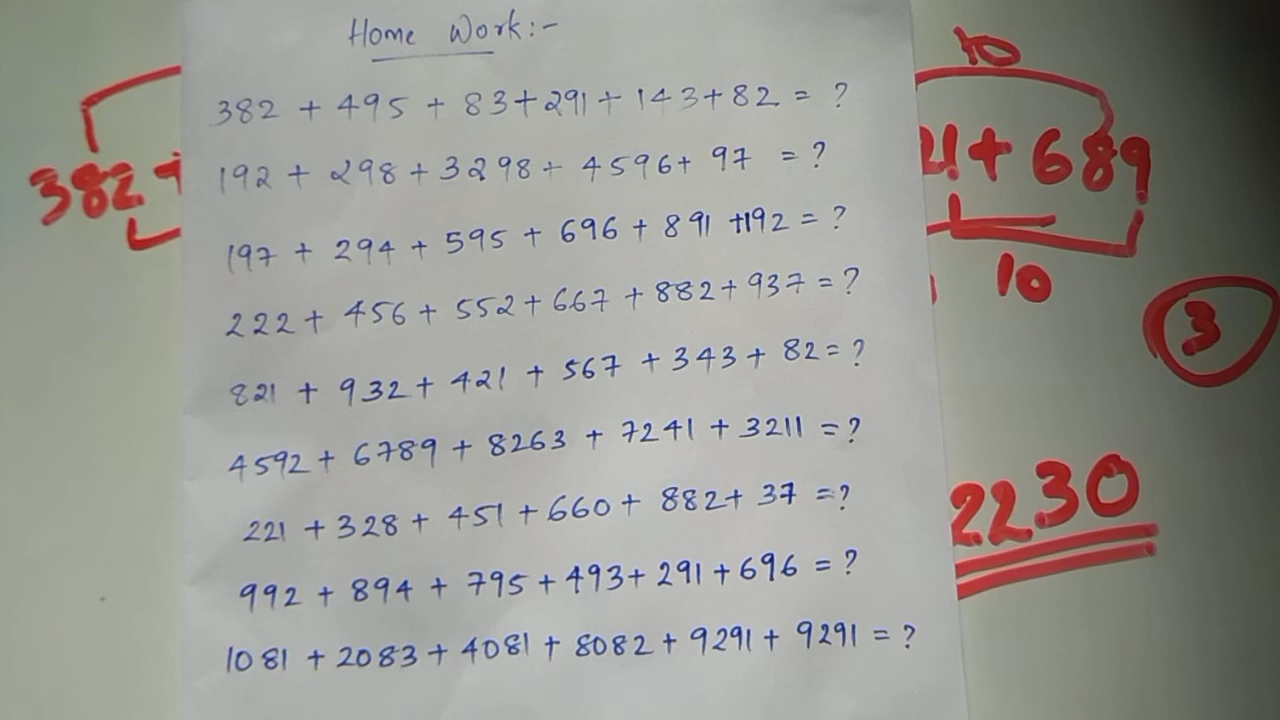 Home Work:-
382 + 495 + 83 + 291 + 143 + 82 = ?
192 + 298 + 3298 + 4596 + 97 = ?
197 + 294 + 595 + 696 + 891 + 192 = ?
222 + 456 + 552 + 667 + 882 + 937 = ?
821 + 932 + 421 + 567 + 343 + 82 = ?
4592 + 6789 + 8263 + 7241 + 3211 = ?
221 + 328 + 451 + 660 + 882 + 37 = ?
992 + 894 + 795 + 493 + 291 + 696 = ?
1081 + 2083 + 4081 + 8082 + 9291 + 9291 = ?
10
382 +
21 + 689
10
3
2230